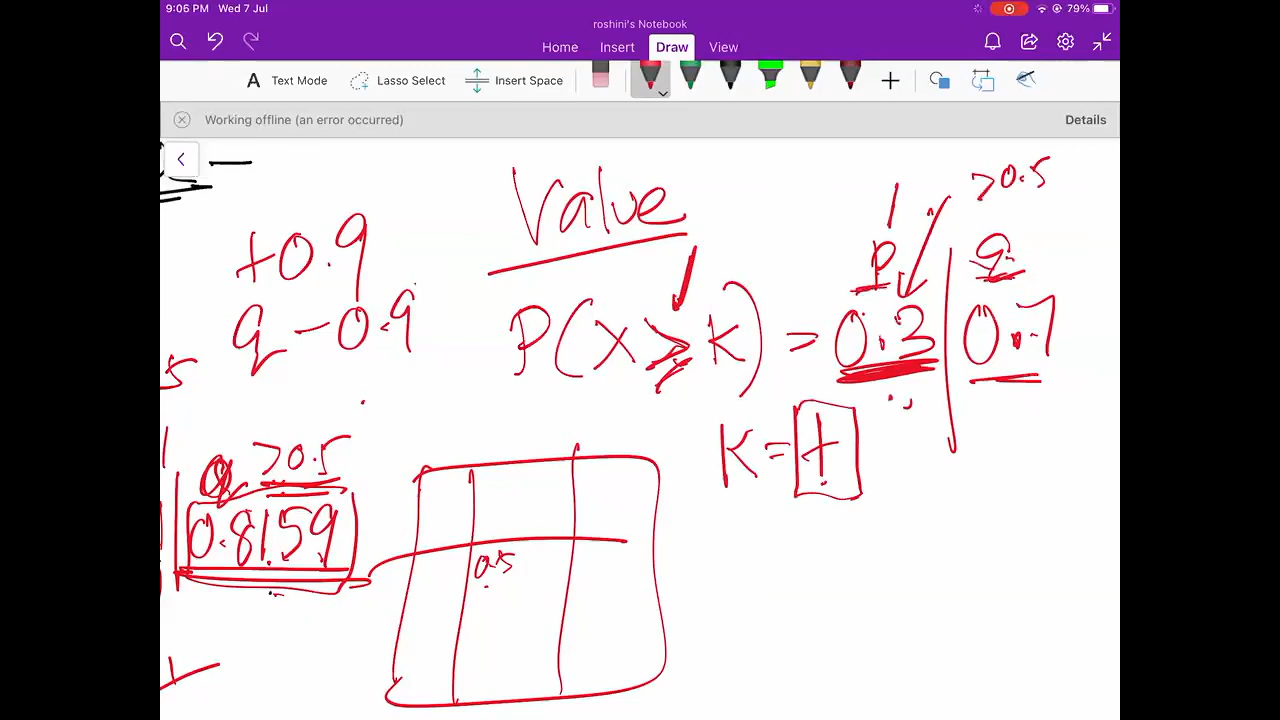 9:06 PM Wed 7 Jul
79%
roshini's Notebook
Home Insert Draw View
A Text Mode Lasso Select Insert Space
Working offline (an error occurred) Details
Value
1 >0.5
p q
+0.9
q -0.9
P(X ≥ K) = 0.3 | 0.7
5
K = +
q >0.5
0.8159
0.5